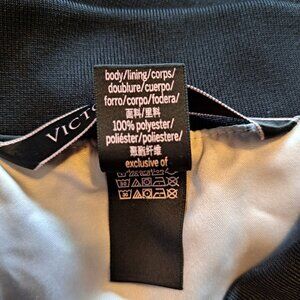 VICTO
body/lining/corps/
doublure/cuerpo/
forro/corpo/fodera/
面料/里料/
100% polyester/
poliéster/poliestere/
聚酯纤维
exclusive of